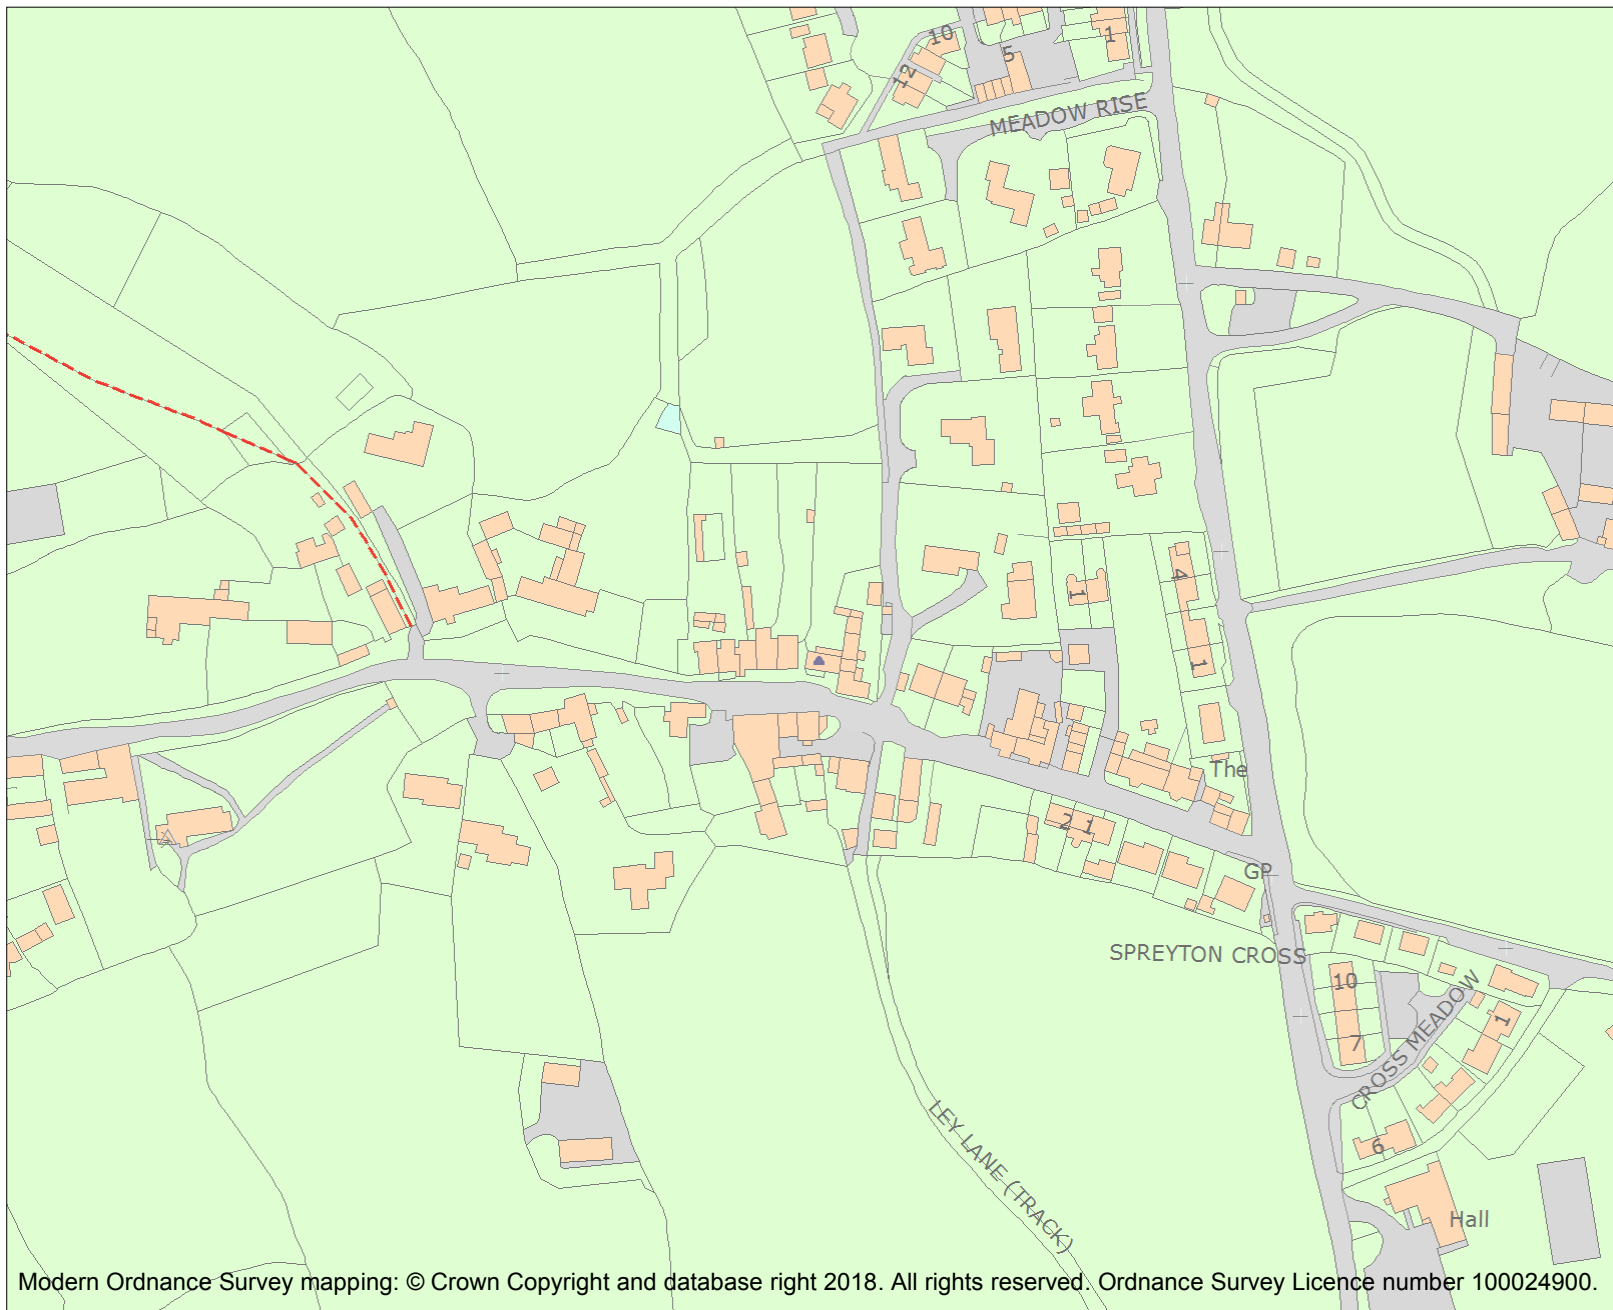 10
5
1
12
MEADOW RISE
4
1
1
The
2 1
GP
SPREYTON CROSS
10
7
1
CROSS MEADOW
6
LEY LANE (TRACK)
Hall
Modern Ordnance Survey mapping: © Crown Copyright and database right 2018. All rights reserved. Ordnance Survey Licence number 100024900.